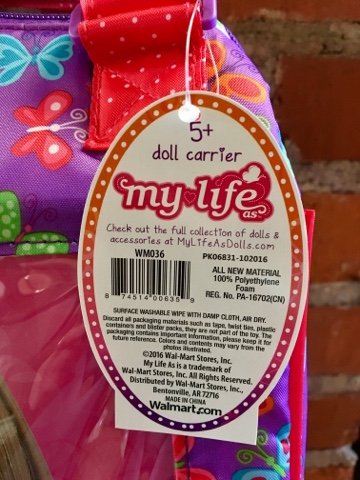 5+
doll carrier
my life
as
Check out the full collection of dolls &
accessories at MyLifeAsDolls.com
WM036
8 74514 00635 9
PK06831-102016
ALL NEW MATERIAL
100% Polyethylene
Foam
REG. No. PA-16702(CN)
SURFACE WASHABLE WIPE WITH DAMP CLOTH, AIR DRY.
Discard all packaging materials such as tape, twist ties, plastic
containers and blister packs, they are not part of the toy. The
packaging contains important information, please keep it for
future reference. Colors and contents may vary from the
photos illustrated.
©2016 Wal-Mart Stores, Inc.
My Life As is a trademark of
Wal-Mart Stores, Inc. All Rights Reserved.
Distributed by Wal-Mart Stores, Inc.,
Bentonville, AR 72716
MADE IN CHINA
Walmart.com